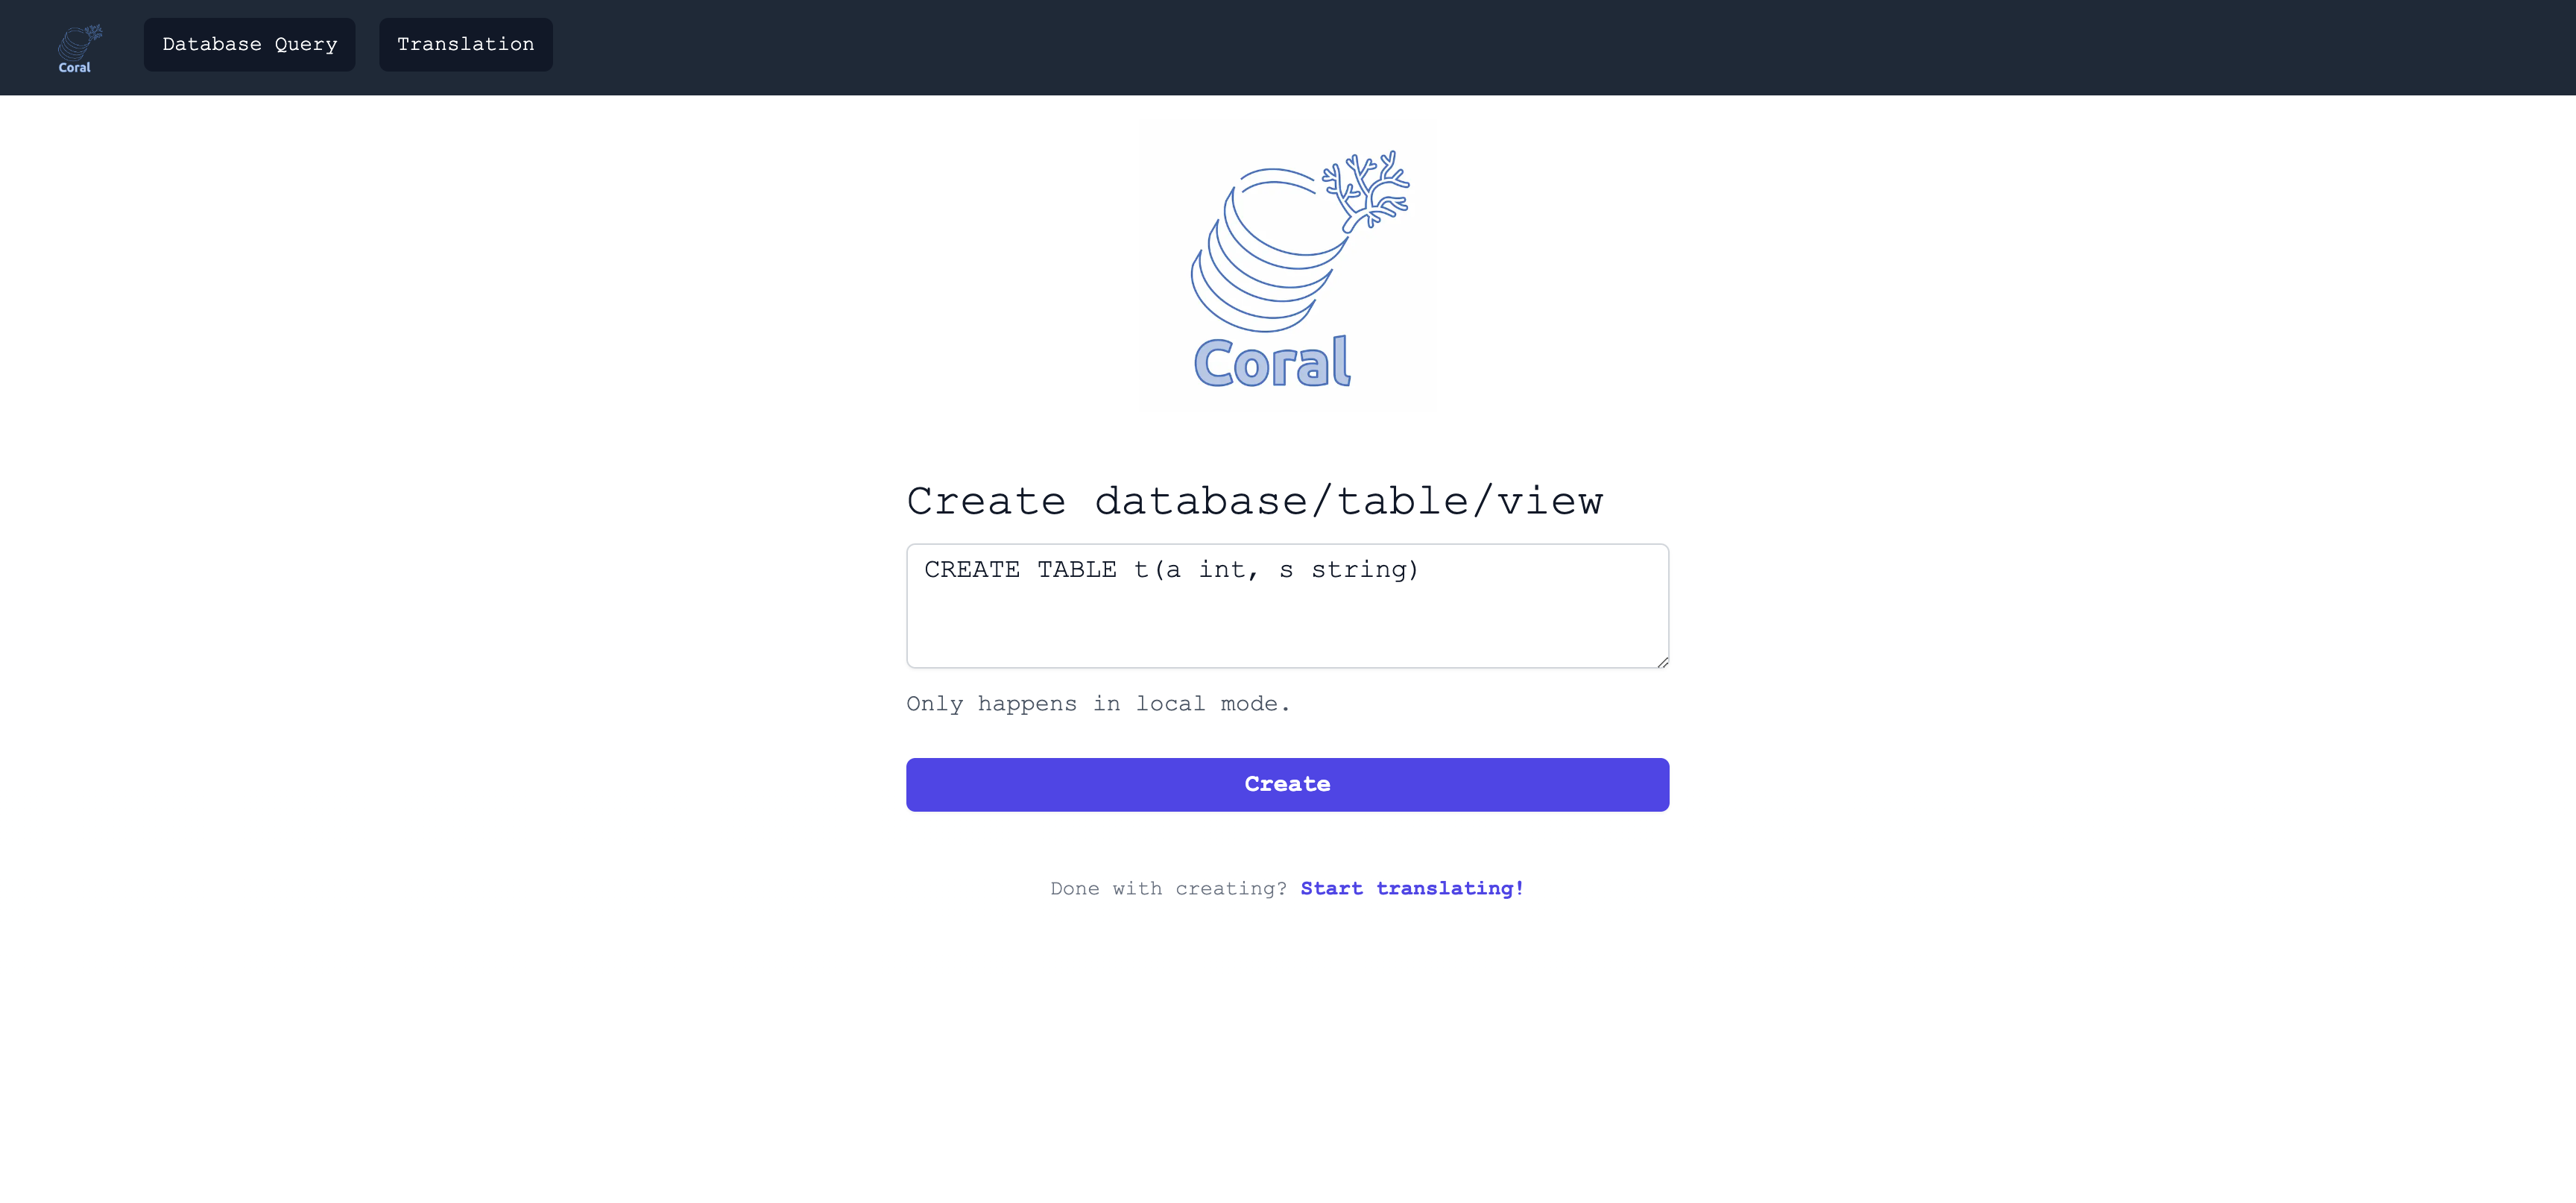 Coral
Database Query
Translation
Coral
Create database/table/view
CREATE TABLE t(a int, s string)
Only happens in local mode.
Create
Done with creating? Start translating!